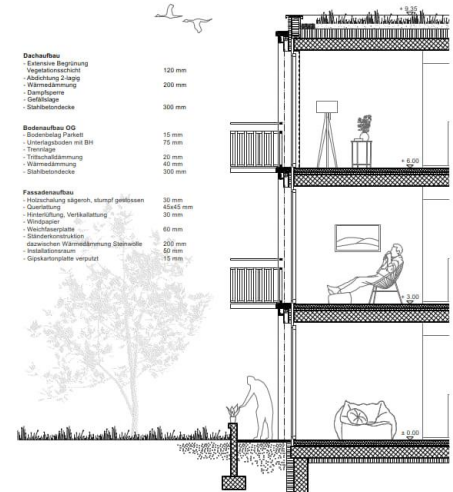 + 9.35
Dachaufbau
- Extensive Begrünung
Vegetationsschicht 120 mm
- Abdichtung 2-lagig
- Wärmedämmung 200 mm
- Dampfsperre
- Gefällslage
- Stahlbetondecke 300 mm
Bodenaufbau OG
- Bodenbelag Parkett 15 mm
- Unterlagsboden mit BH 75 mm
- Trennlage
- Trittschalldämmung 20 mm
- Wärmedämmung 40 mm
- Stahlbetondecke 300 mm
+ 6.00
Fassadenaufbau
- Holzschalung sägeroh, stumpf gestossen 30 mm
- Querlattung 45x45 mm
- Hinterlüftung, Vertikallattung 30 mm
- Windpapier
- Weichfaserplatte 60 mm
- Ständerkonstruktion
dazwischen Wärmedämmung Steinwolle 200 mm
- Installationsraum 50 mm
- Gipskartonplatte verputzt 15 mm
+ 3.00
± 0.00